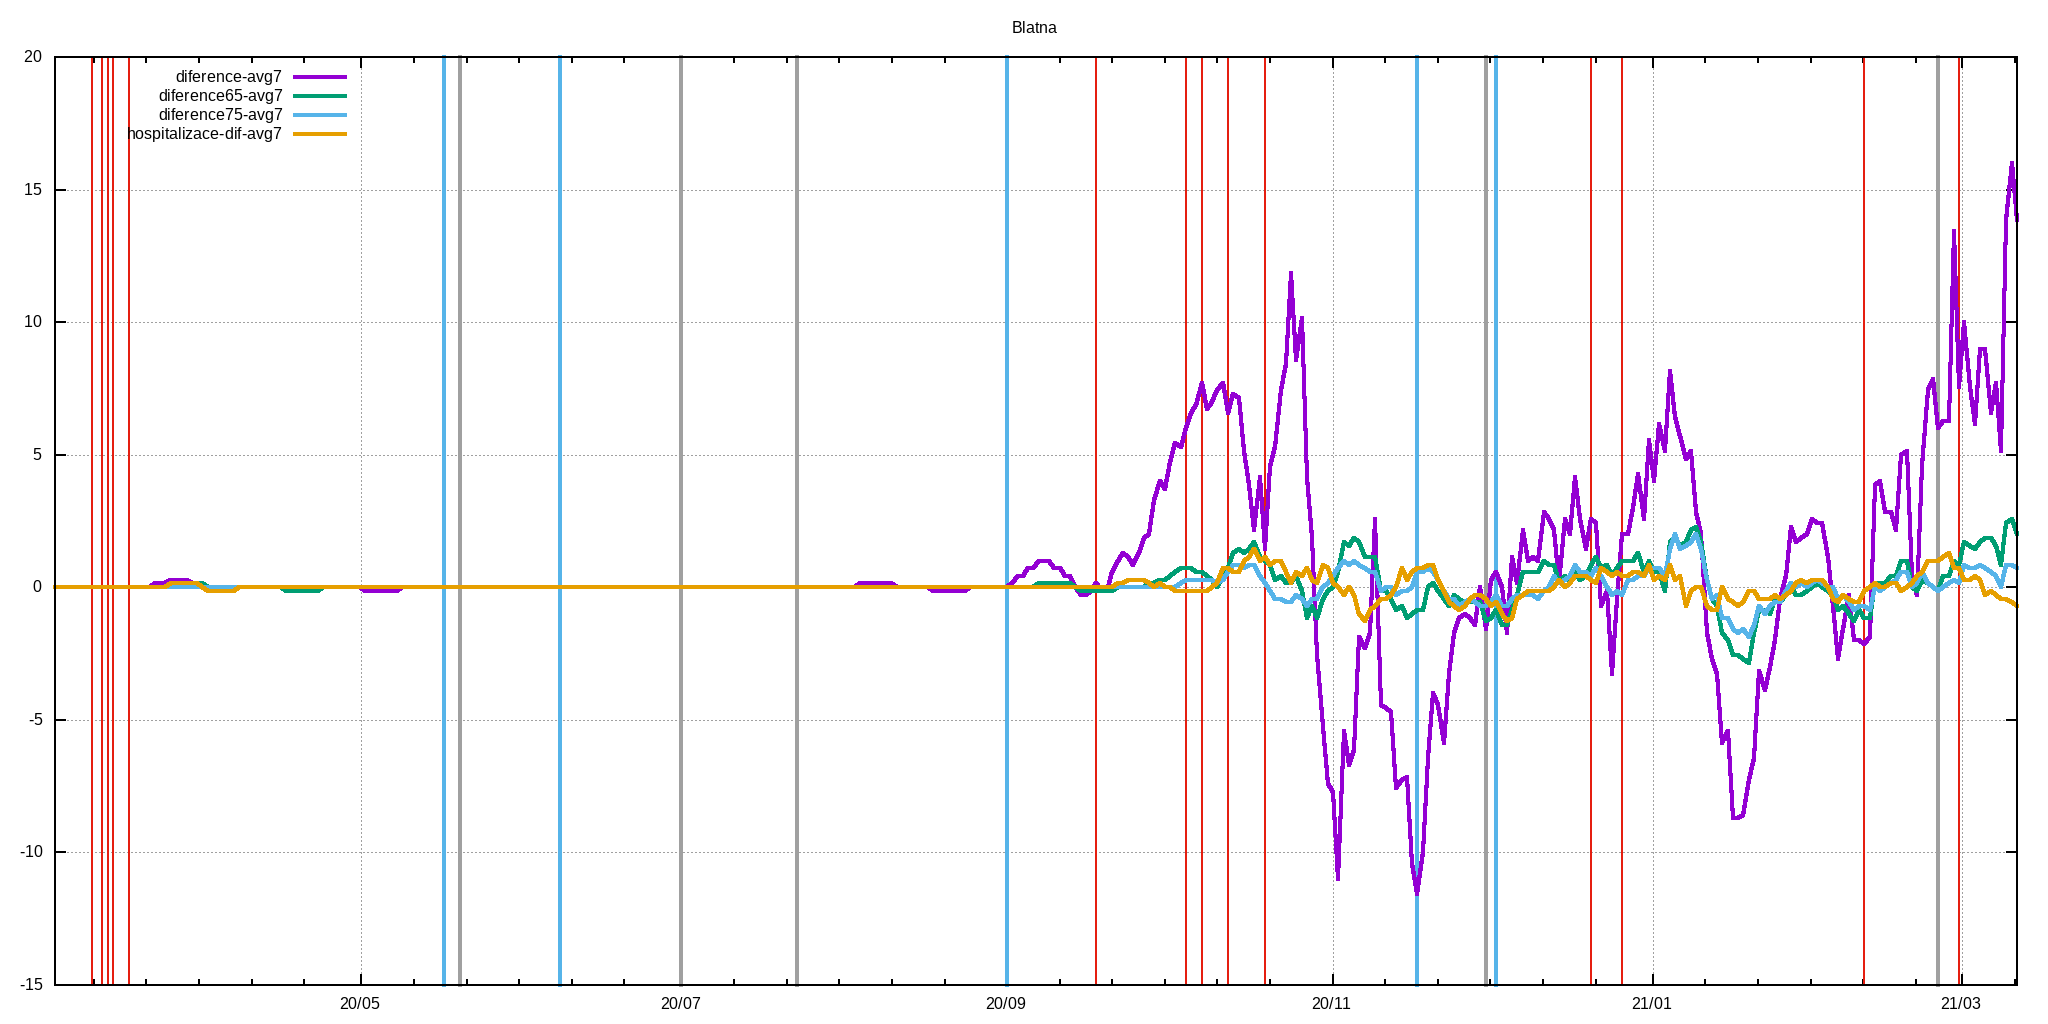 Blatna
20
15
10
5
0
-5
-10
-15
diference-avg7
diference65-avg7
diference75-avg7
hospitalizace-dif-avg7
20/05
20/07
20/09
20/11
21/01
21/03